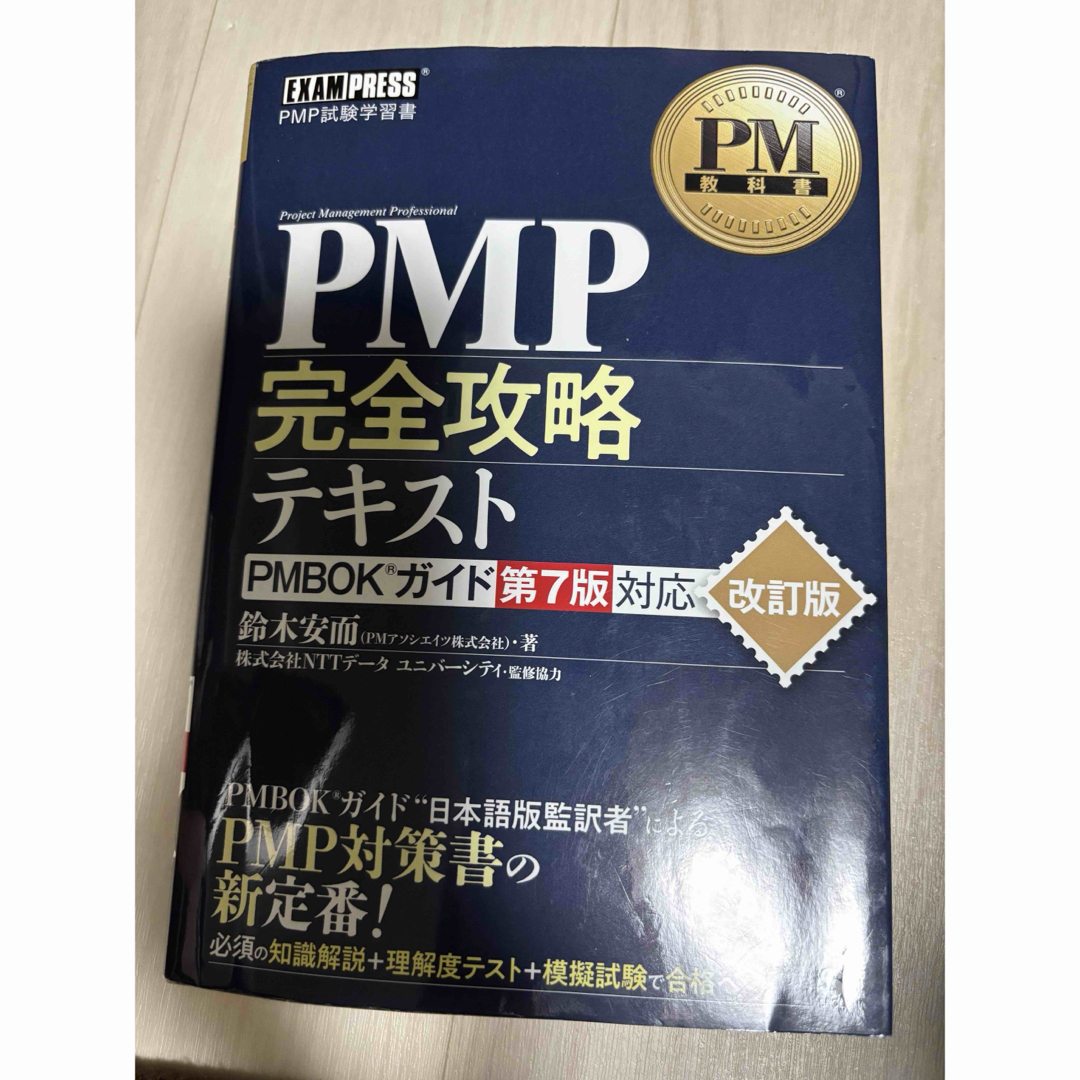 EXAMPRESS®
PMP試験学習書
PM®
教科書
Project Management Professional
PMP
完全攻略
テキスト
PMBOK®ガイド第7版対応
改訂版
鈴木安而(PMアソシエイツ株式会社)・著
株式会社NTTデータ ユニバーシティ・監修協力
PMBOK®ガイド“日本語版監訳者”による
PMP対策書の
新定番!
必須の知識解説+理解度テスト+模擬試験で合格へ